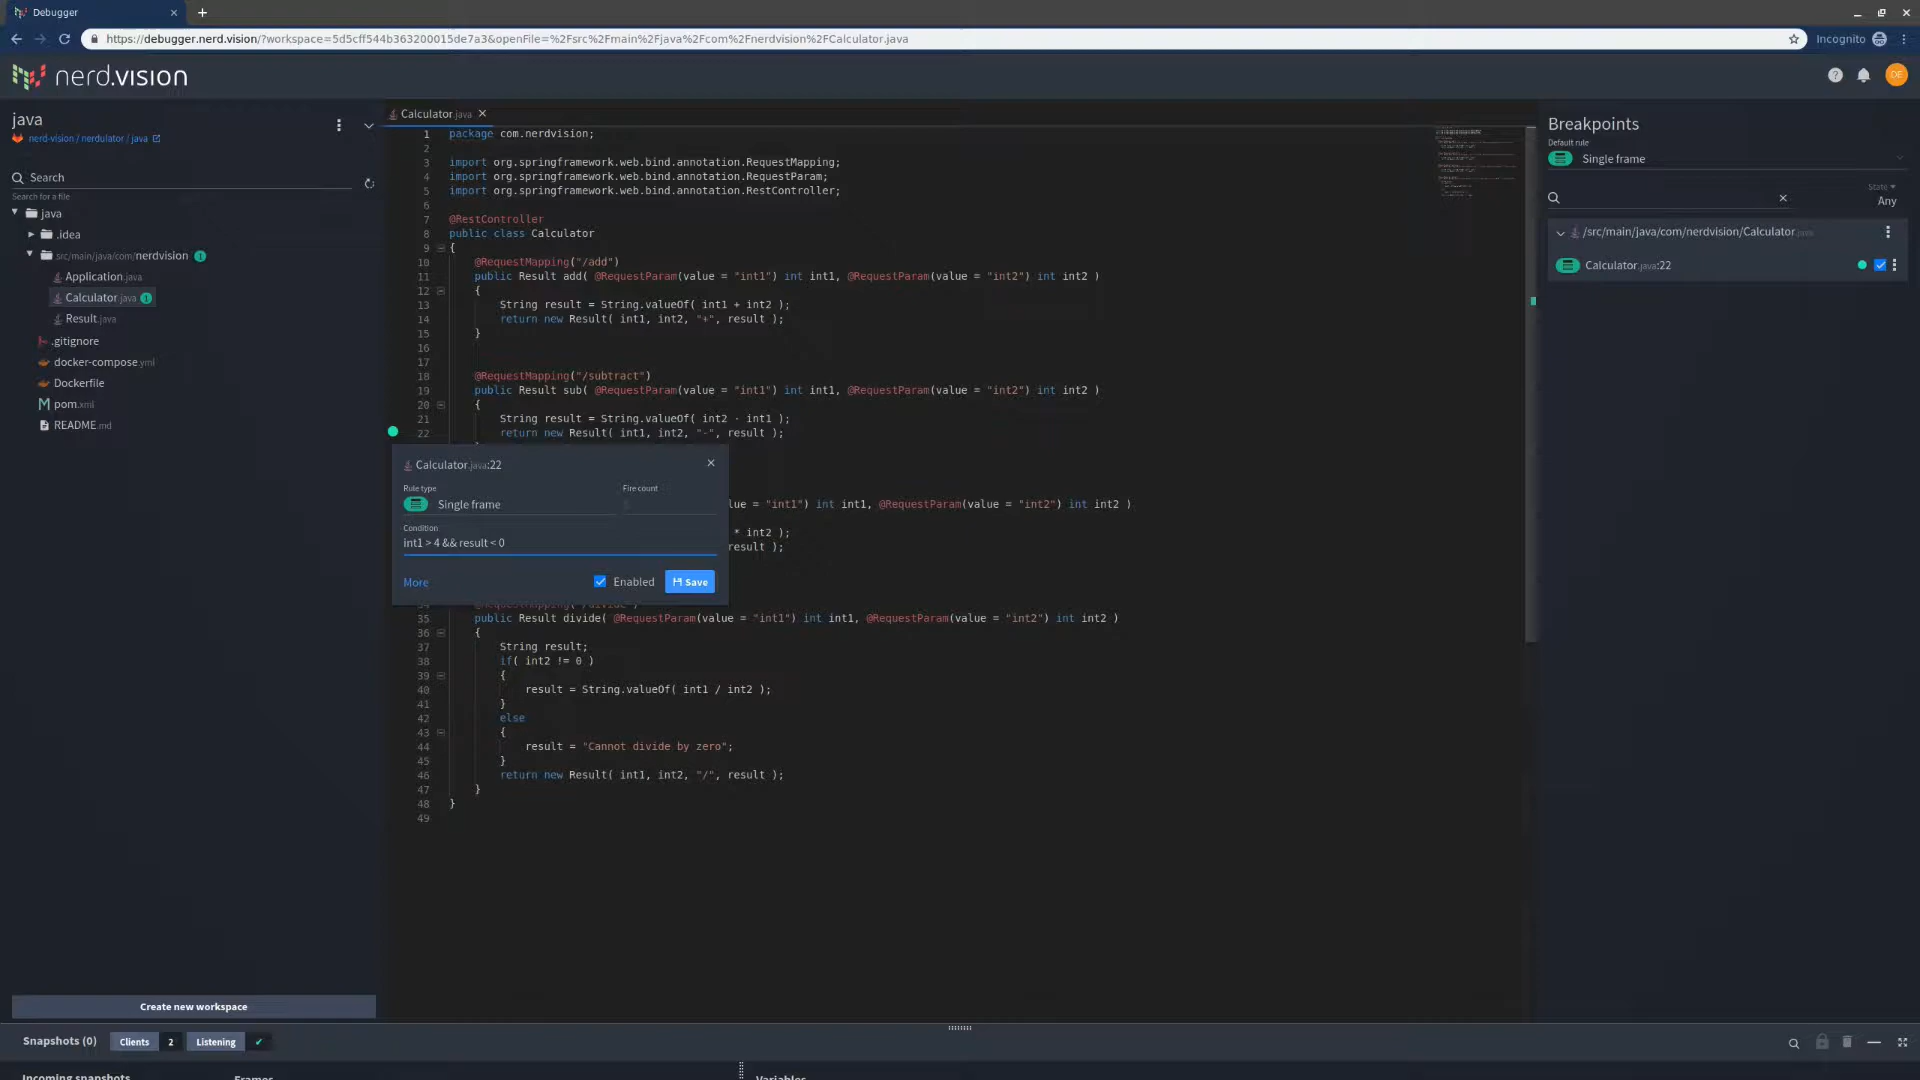 Debugger
https://debugger.nerd.vision/?workspace=5d5cff544b363200015de7a3&openFile=%2Fsrc%2Fmain%2Fjava%2Fcom%2Fnerdvision%2FCalculator.java
Incognito
nerd.vision
DE
java
nerd-vision / nerdulator / java
Search
Search for a file
java
.idea
src/main/java/com/nerdvision 1
Application.java
Calculator.java 1
Result.java
.gitignore
docker-compose.yml
Dockerfile
pom.xml
README.md
Create new workspace
Calculator.java
1 package com.nerdvision;
2
3 import org.springframework.web.bind.annotation.RequestMapping;
4 import org.springframework.web.bind.annotation.RequestParam;
5 import org.springframework.web.bind.annotation.RestController;
6
7 @RestController
8 public class Calculator
9 {
10 @RequestMapping("/add")
11 public Result add( @RequestParam(value = "int1") int int1, @RequestParam(value = "int2") int int2 )
12 {
13 String result = String.valueOf( int1 + int2 );
14 return new Result( int1, int2, "+", result );
15 }
16
17
18 @RequestMapping("/subtract")
19 public Result sub( @RequestParam(value = "int1") int int1, @RequestParam(value = "int2") int int2 )
20 {
21 String result = String.valueOf( int2 - int1 );
22 return new Result( int1, int2, "-", result );
Calculator.java:22
Rule type
Fire count
Single frame
Condition
int1 > 4 && result < 0
More
Enabled
Save
lue = "int1") int int1, @RequestParam(value = "int2") int int2 )
* int2 );
result );
35 public Result divide( @RequestParam(value = "int1") int int1, @RequestParam(value = "int2") int int2 )
36 {
37 String result;
38 if( int2 != 0 )
39 {
40 result = String.valueOf( int1 / int2 );
41 }
42 else
43 {
44 result = "Cannot divide by zero";
45 }
46 return new Result( int1, int2, "/", result );
47 }
48 }
49
Breakpoints
Default rule
Single frame
State
Any
/src/main/java/com/nerdvision/Calculator.java
Calculator.java:22
Snapshots (0)
Clients 2
Listening
Incoming snapshots
Frames
Variables